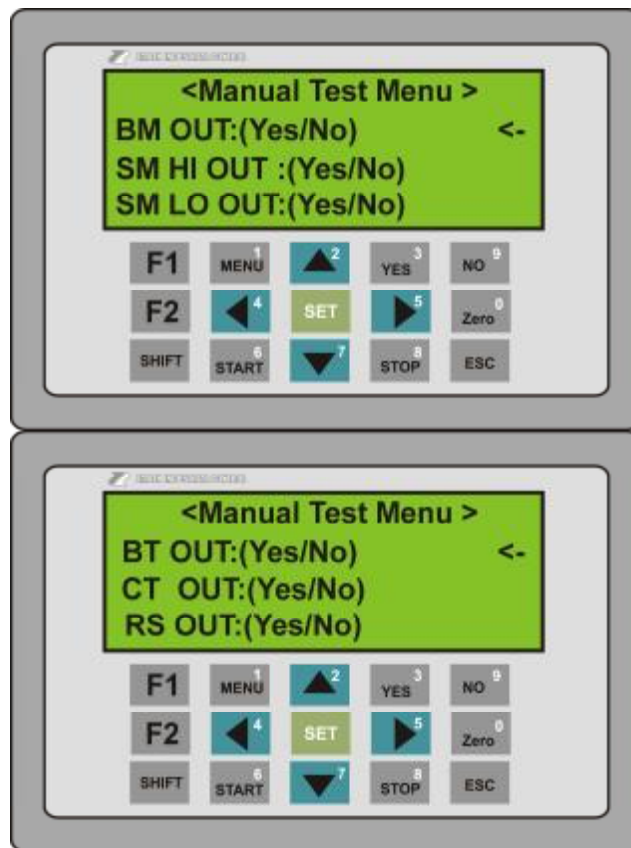 <Manual Test Menu >
BM OUT:(Yes/No) <-
SM HI OUT :(Yes/No)
SM LO OUT:(Yes/No)
F1 MENU 1 2 YES 3 NO 9
F2 4 SET 5 Zero 0
SHIFT START 6 7 STOP 8 ESC
<Manual Test Menu >
BT OUT:(Yes/No) <-
CT OUT:(Yes/No)
RS OUT:(Yes/No)
F1 MENU 1 2 YES 3 NO 9
F2 4 SET 5 Zero 0
SHIFT START 6 7 STOP 8 ESC